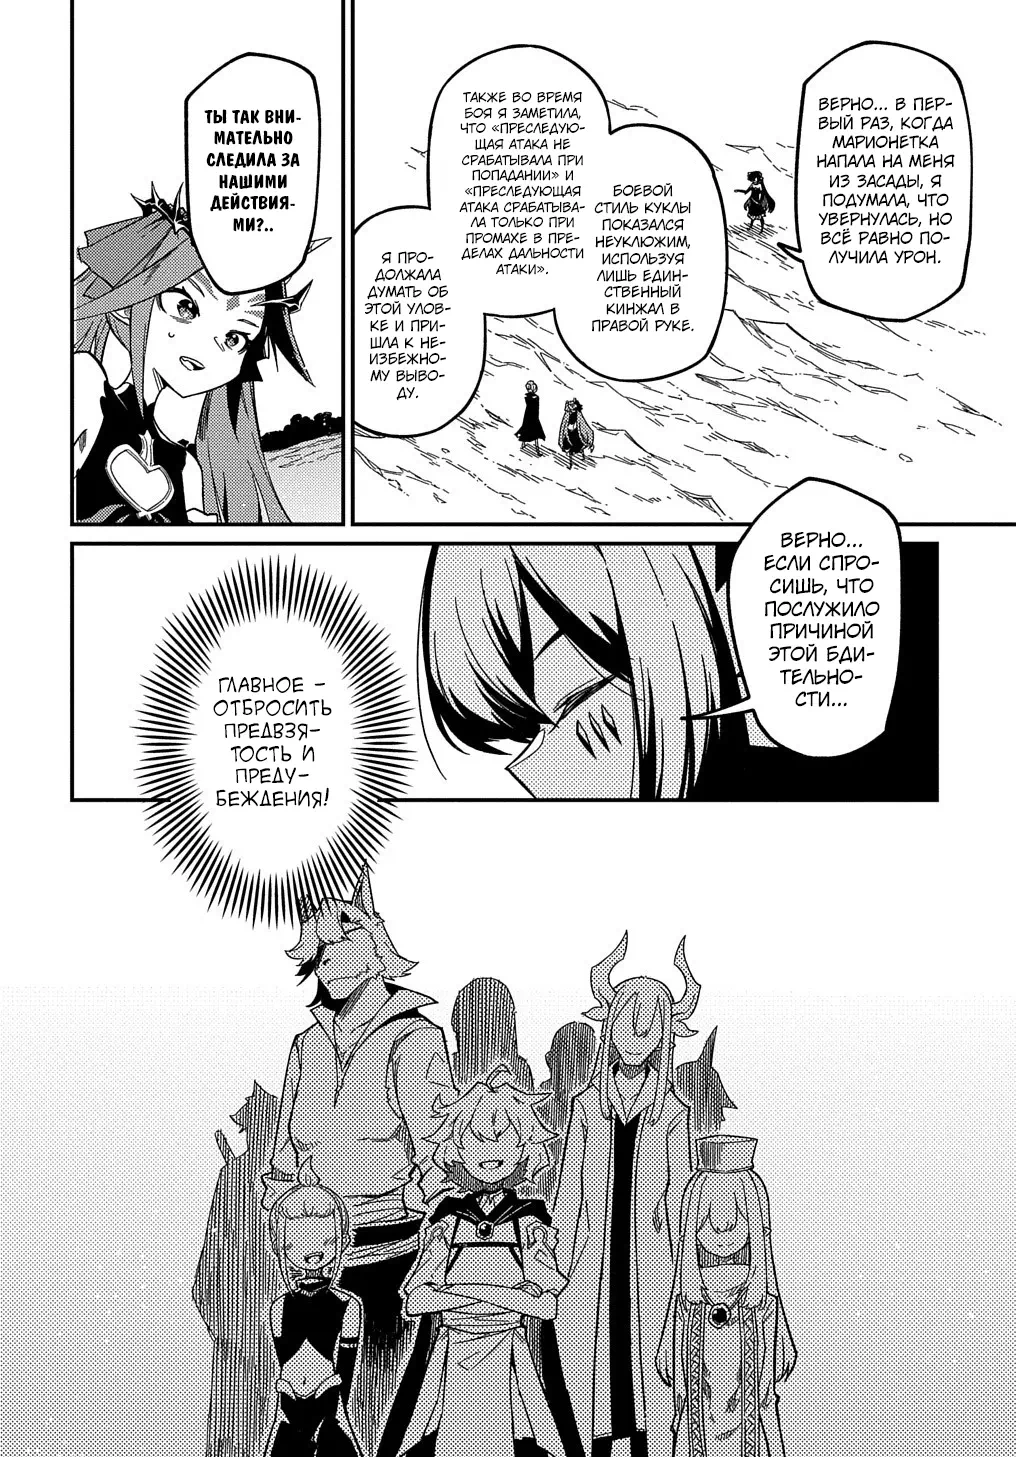 ВЕРНО... В ПЕР-
ВЫЙ РАЗ, КОГДА
МАРИОНЕТКА
НАПАЛА НА МЕНЯ
ИЗ ЗАСАДЫ, Я
ПОДУМАЛА, ЧТО
УВЕРНУЛАСЬ, НО
ВСЁ РАВНО ПО-
ЛУЧИЛА УРОН.
БОЕВОЙ
СТИЛЬ КУКЛЫ
ПОКАЗАЛСЯ
НЕУКЛЮЖИМ,
ИСПОЛЬЗУЯ
ЛИШЬ ЕДИН-
СТВЕННЫЙ
КИНЖАЛ В
ПРАВОЙ РУКЕ.
ТАКЖЕ ВО ВРЕМЯ
БОЯ Я ЗАМЕТИЛА,
ЧТО «ПРЕСЛЕДУЮ-
ЩАЯ АТАКА НЕ
СРАБАТЫВАЛА ПРИ
ПОПАДАНИИ» И
«ПРЕСЛЕДУЮЩАЯ
АТАКА СРАБАТЫВА-
ЛА ТОЛЬКО ПРИ
ПРОМАХЕ В ПРЕДЕ-
ЛАХ ДАЛЬНОСТИ
АТАКИ».
Я ПРО-
ДОЛЖАЛА
ДУМАТЬ ОБ
ЭТОЙ УЛОВ-
КЕ И ПРИ-
ШЛА К НЕ-
ИЗБЕЖНО-
МУ ВЫВО-
ДУ.
ТЫ ТАК ВНИ-
МАТЕЛЬНО
СЛЕДИЛА ЗА
НАШИМИ
ДЕЙСТВИЯ-
МИ?..
ВЕРНО...
ЕСЛИ СПРО-
СИШЬ, ЧТО
ПОСЛУЖИЛО
ПРИЧИНОЙ
ЭТОЙ БДИ-
ТЕЛЬНО-
СТИ...
ГЛАВНОЕ -
ОТБРОСИТЬ
ПРЕДВЗЯ-
ТОСТЬ И
ПРЕДУ-
БЕЖДЕНИЯ!